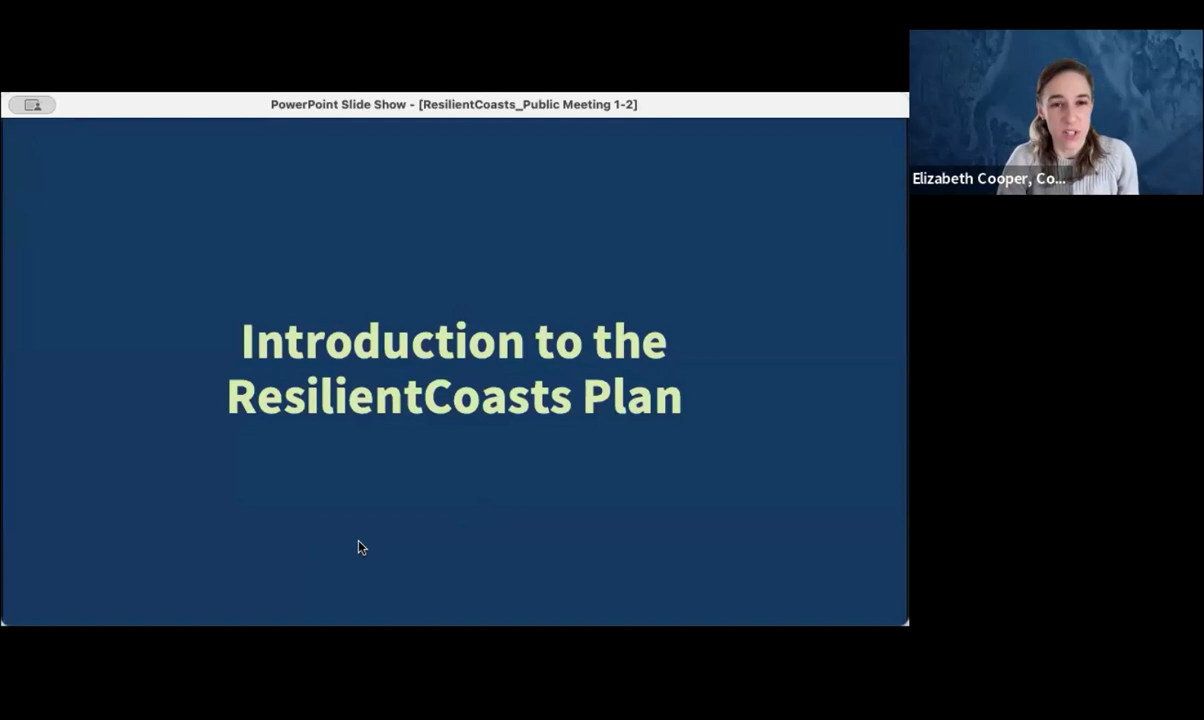 PowerPoint Slide Show - [ResilientCoasts_Public Meeting 1-2]
Introduction to the
ResilientCoasts Plan
Elizabeth Cooper, Co...